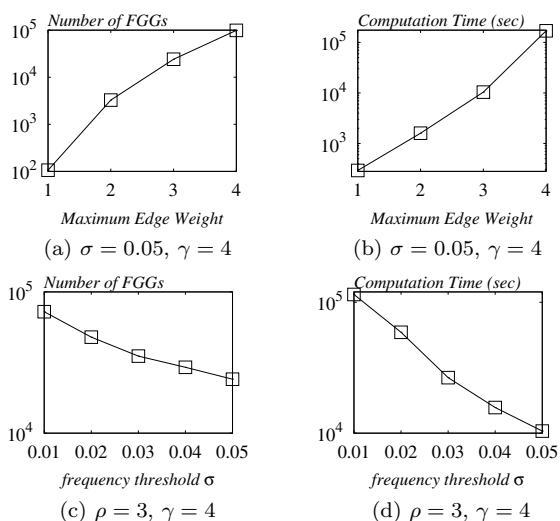 Number of FGGs
10^5
10^4
10^3
10^2
1 2 3 4
Maximum Edge Weight
(a) σ = 0.05, γ = 4
Computation Time (sec)
10^5
10^4
10^3
1 2 3 4
Maximum Edge Weight
(b) σ = 0.05, γ = 4
Number of FGGs
10^5
10^4
0.01 0.02 0.03 0.04 0.05
frequency threshold σ
(c) ρ = 3, γ = 4
Computation Time (sec)
10^5
10^4
0.01 0.02 0.03 0.04 0.05
frequency threshold σ
(d) ρ = 3, γ = 4